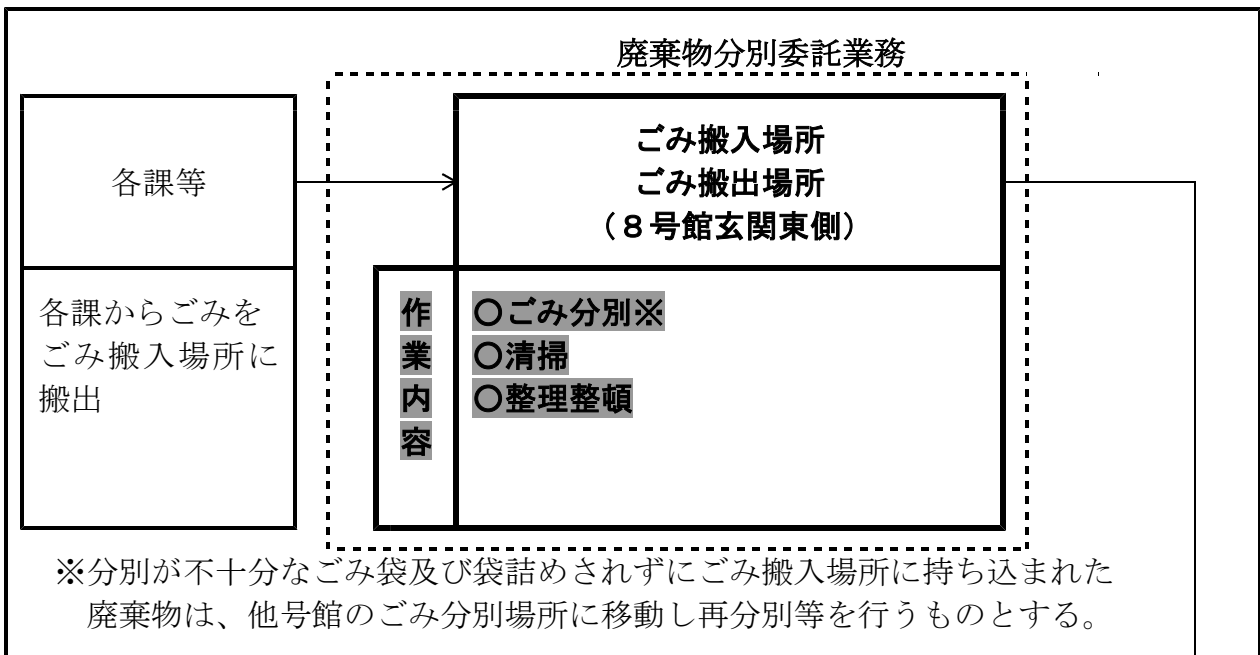 廃棄物分別委託業務
各課等
ごみ搬入場所
ごみ搬出場所
（８号館玄関東側）
各課からごみを
ごみ搬入場所に
搬出
作
業
内
容
○ごみ分別※
○清掃
○整理整頓
※分別が不十分なごみ袋及び袋詰めされずにごみ搬入場所に持ち込まれた
廃棄物は、他号館のごみ分別場所に移動し再分別等を行うものとする。